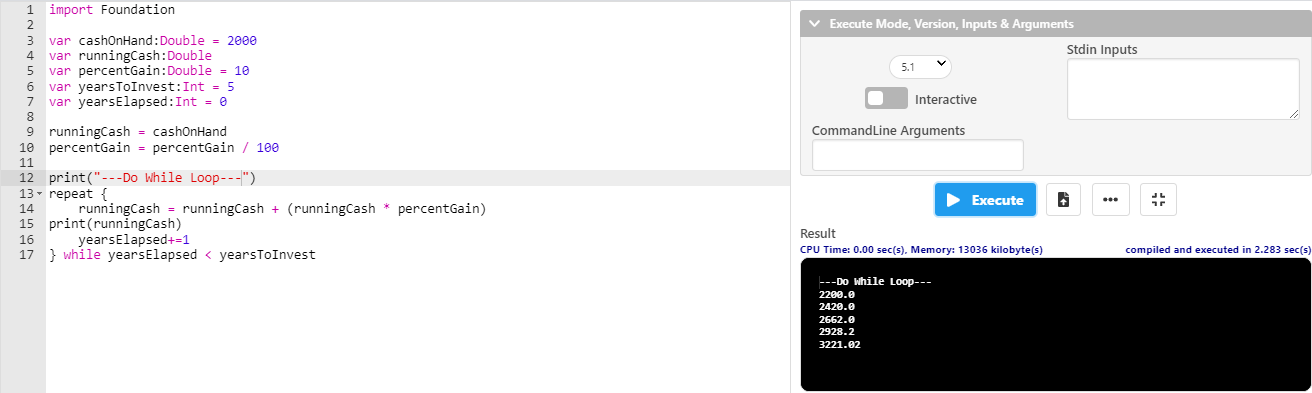 1 import Foundation
2
3 var cashOnHand:Double = 2000
4 var runningCash:Double
5 var percentGain:Double = 10
6 var yearsToInvest:Int = 5
7 var yearsElapsed:Int = 0
8
9 runningCash = cashOnHand
10 percentGain = percentGain / 100
11
12 print("---Do While Loop---")
13 repeat {
14     runningCash = runningCash + (runningCash * percentGain)
15 print(runningCash)
16     yearsElapsed+=1
17 } while yearsElapsed < yearsToInvest
Execute Mode, Version, Inputs & Arguments
5.1
Interactive
Stdin Inputs
CommandLine Arguments
Execute
Result
CPU Time: 0.00 sec(s), Memory: 13036 kilobyte(s)
compiled and executed in 2.283 sec(s)
---Do While Loop---
2200.0
2420.0
2662.0
2928.2
3221.02